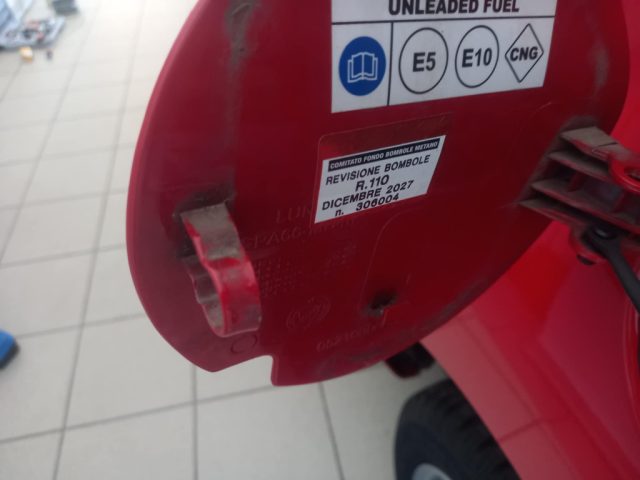 UNLEADED FUEL
E5 E10 CNG
COMITATO FONDO BOMBOLE METANO
REVISIONE BOMBOLE
R.110
DICEMBRE 2027
n. 306004